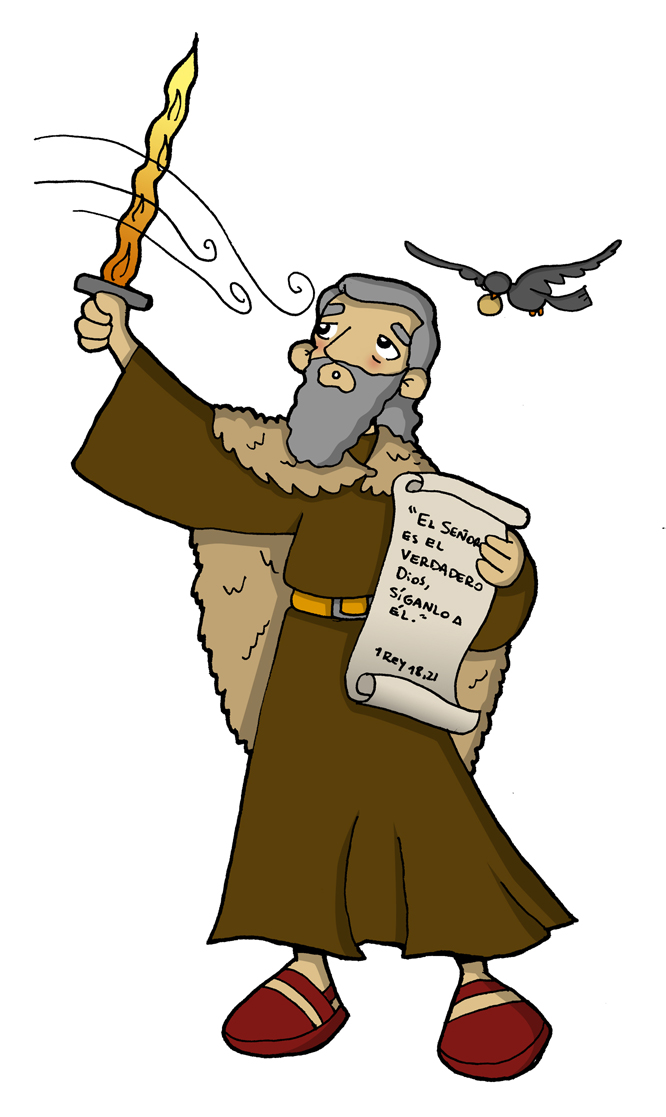 “EL SEÑOR
ES EL
VERDADERO
DiOS,
SÍGANLO A
ÉL.~
1 Rey 18,21